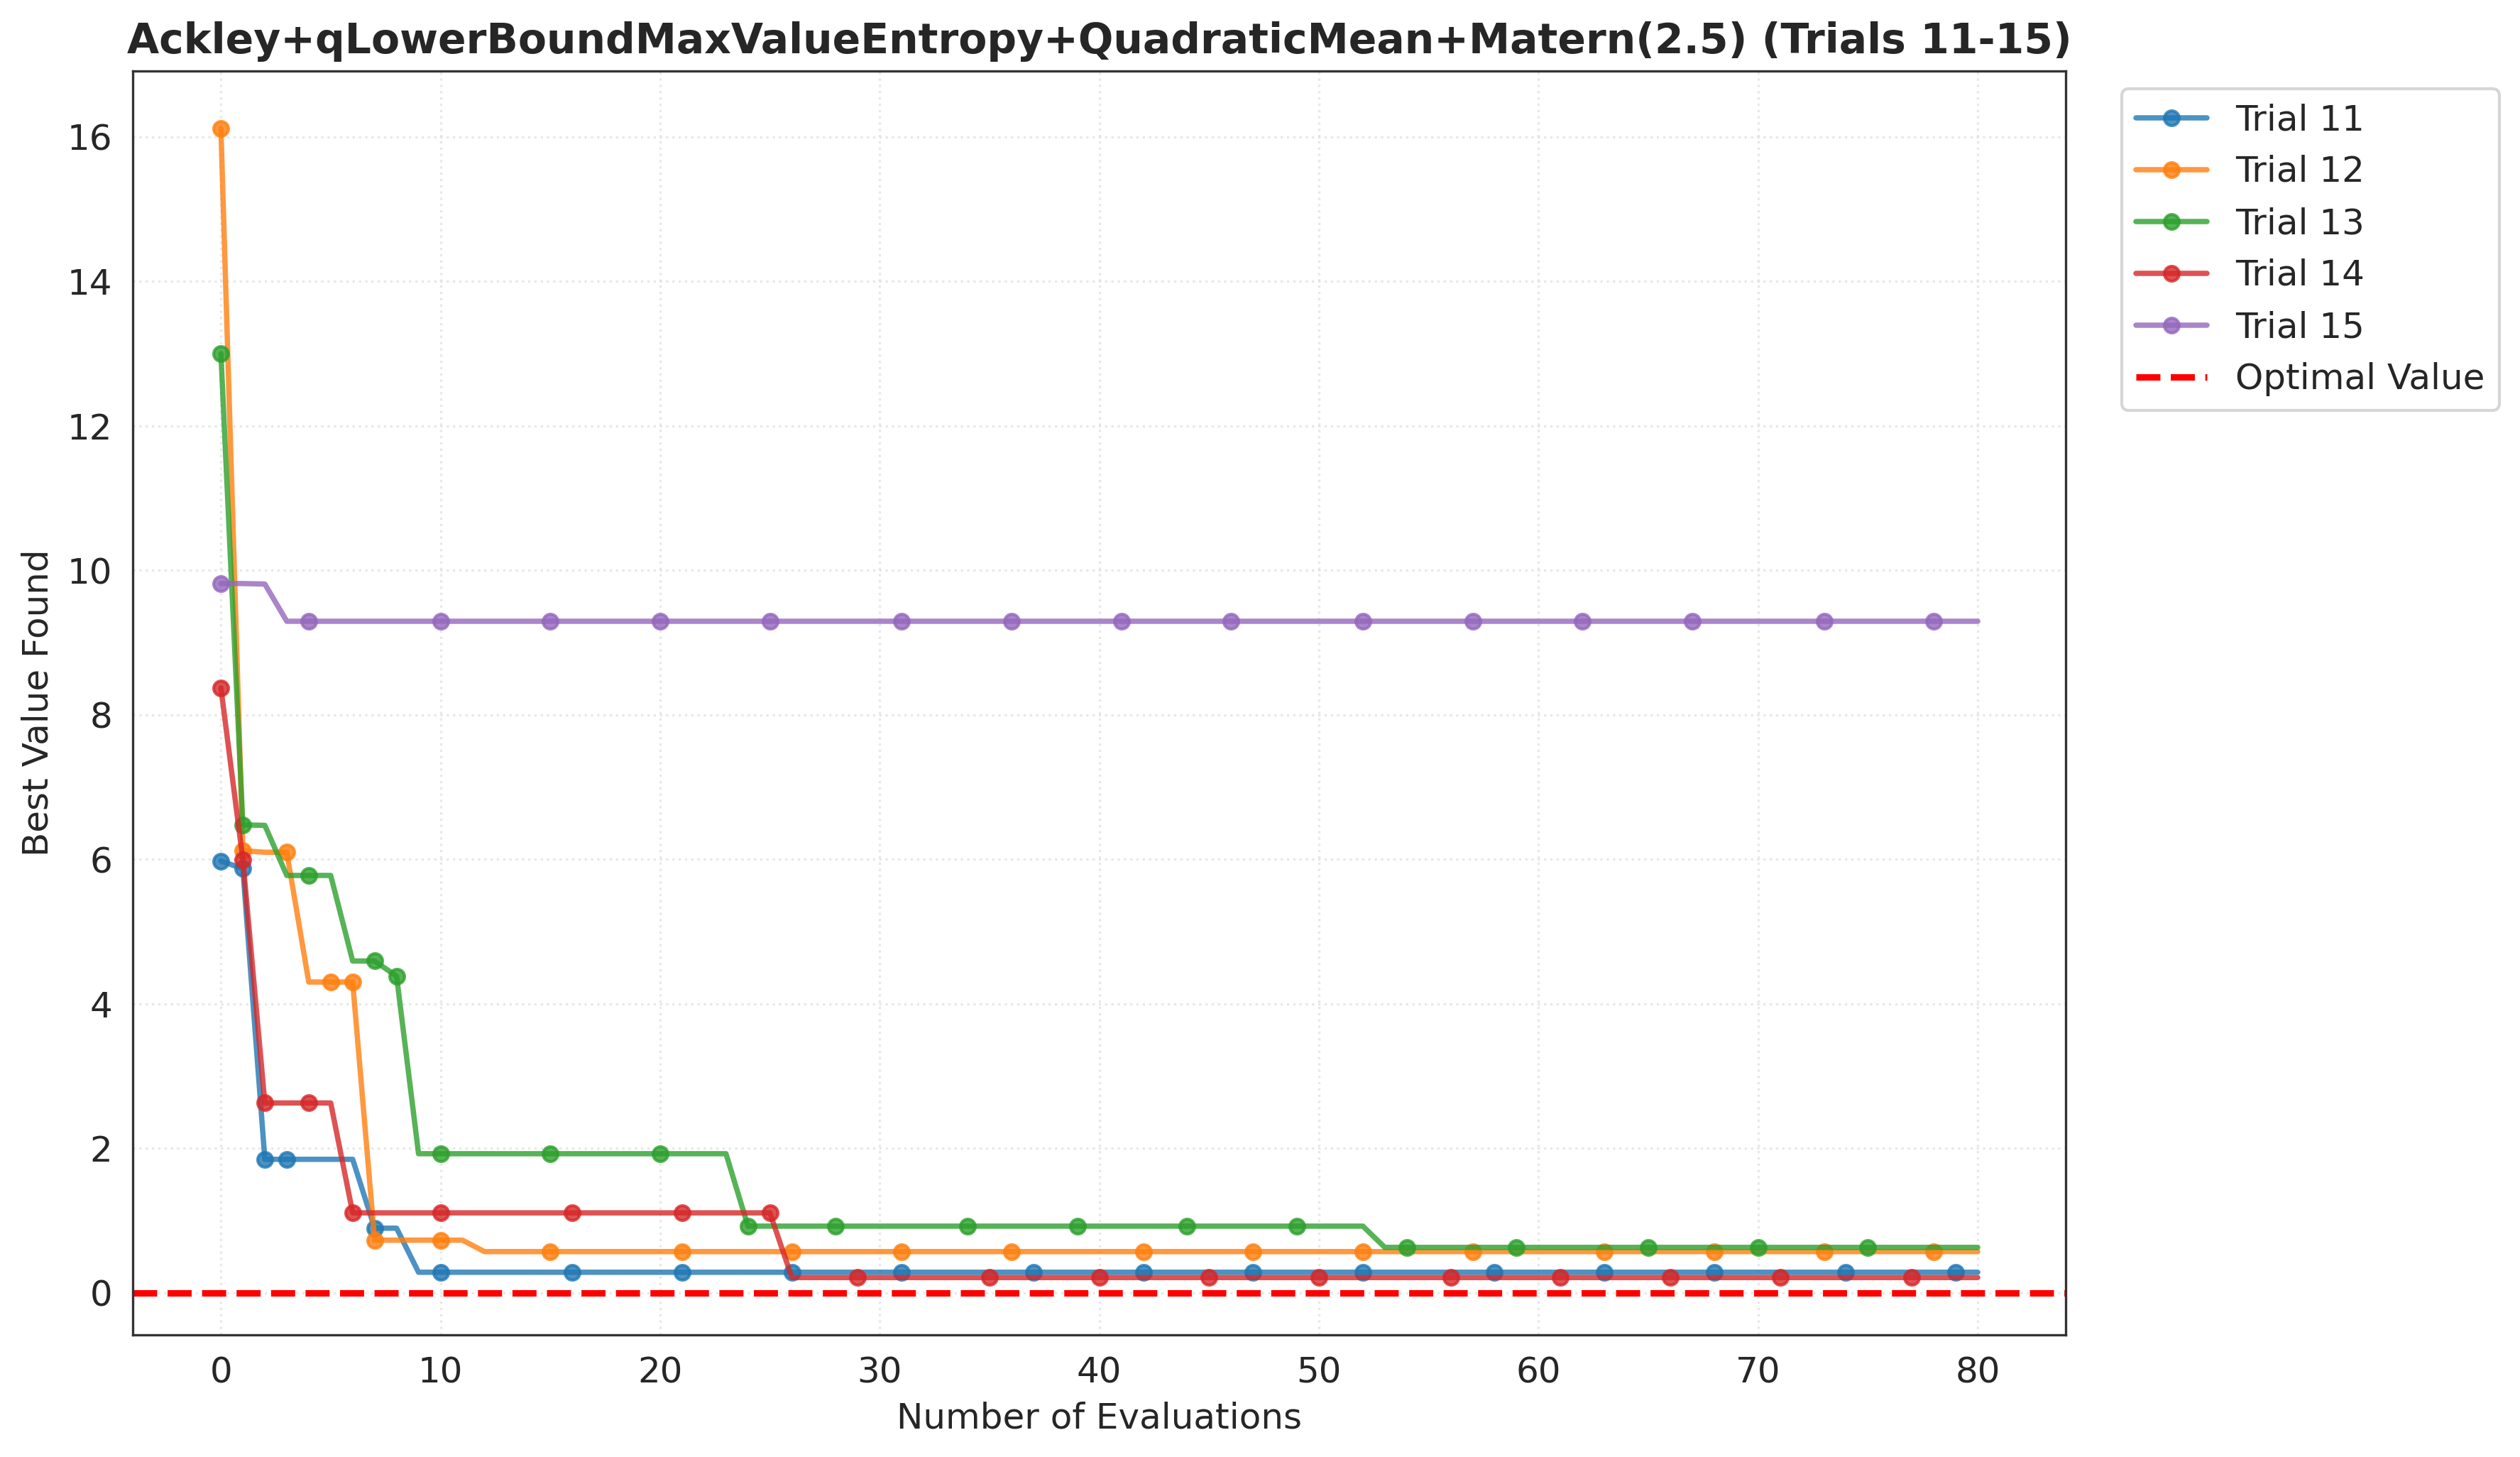 Ackley+qLowerBoundMaxValueEntropy+QuadraticMean+Matern(2.5) (Trials 11-15)
Trial 11
Trial 12
Trial 13
Trial 14
Trial 15
Optimal Value
Best Value Found
16
14
12
10
8
6
4
2
0
0 10 20 30 40 50 60 70 80
Number of Evaluations